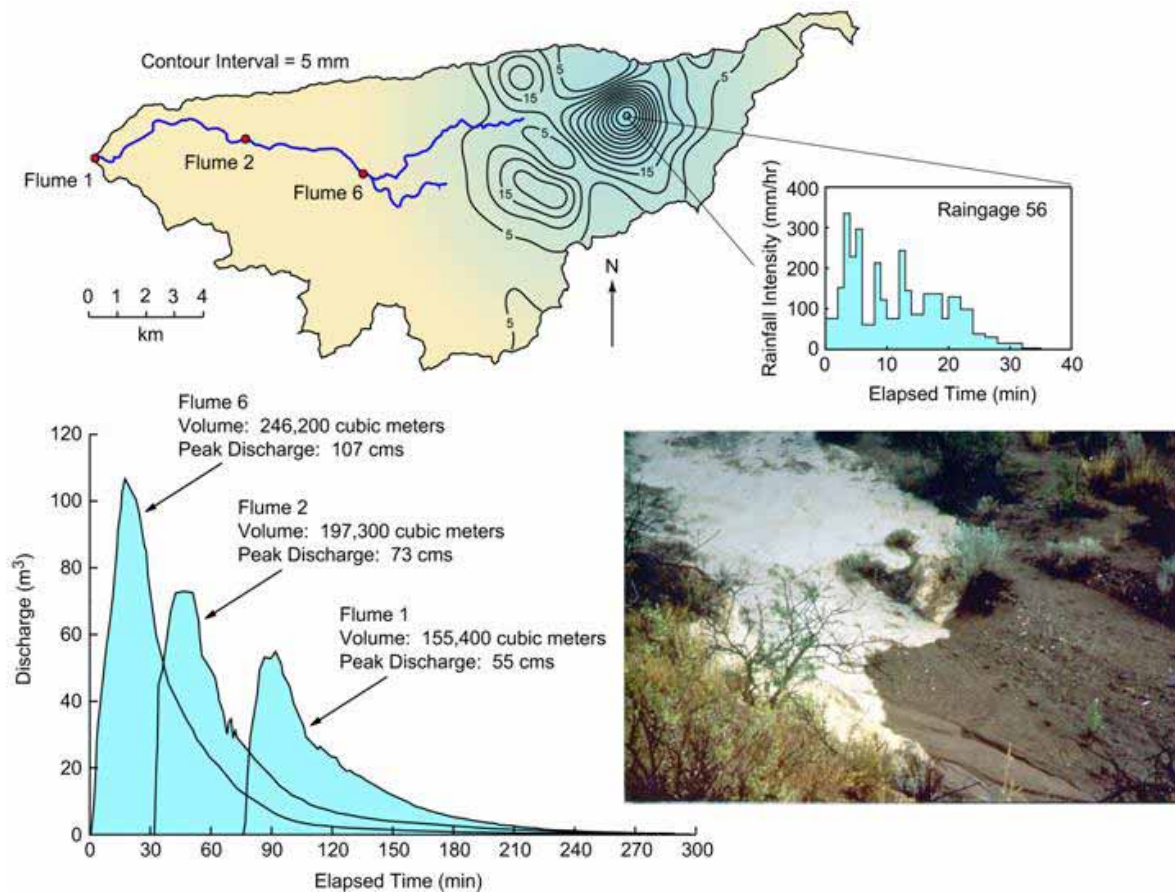 Contour Interval = 5 mm
5
15
5
5
15
15
5
5
Flume 1
Flume 2
Flume 6
N
0 1 2 3 4
km
Raingage 56
Rainfall Intensity (mm/hr)
400
300
200
100
0
0 10 20 30 40
Elapsed Time (min)
Flume 6
Volume: 246,200 cubic meters
Peak Discharge: 107 cms
Flume 2
Volume: 197,300 cubic meters
Peak Discharge: 73 cms
Flume 1
Volume: 155,400 cubic meters
Peak Discharge: 55 cms
Discharge (m³)
120
100
80
60
40
20
0
0 30 60 90 120 150 180 210 240 270 300
Elapsed Time (min)